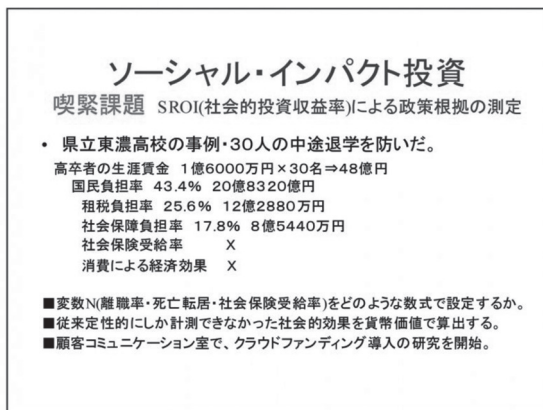 ソーシャル・インパクト投資
喫緊課題 SROI(社会的投資収益率)による政策根拠の測定
• 県立東濃高校の事例・30人の中途退学を防いだ。
高卒者の生涯賃金 1億6000万円×30名⇒48億円
国民負担率 43.4% 20億8320億円
租税負担率 25.6% 12億2880万円
社会保障負担率 17.8% 8億5440万円
社会保険受給率 X
消費による経済効果 X
■変数N(離職率・死亡転居・社会保険受給率)をどのような数式で設定するか。
■従来定性的にしか計測できなかった社会的効果を貨幣価値で算出する。
■顧客コミュニケーション室で、クラウドファンディング導入の研究を開始。